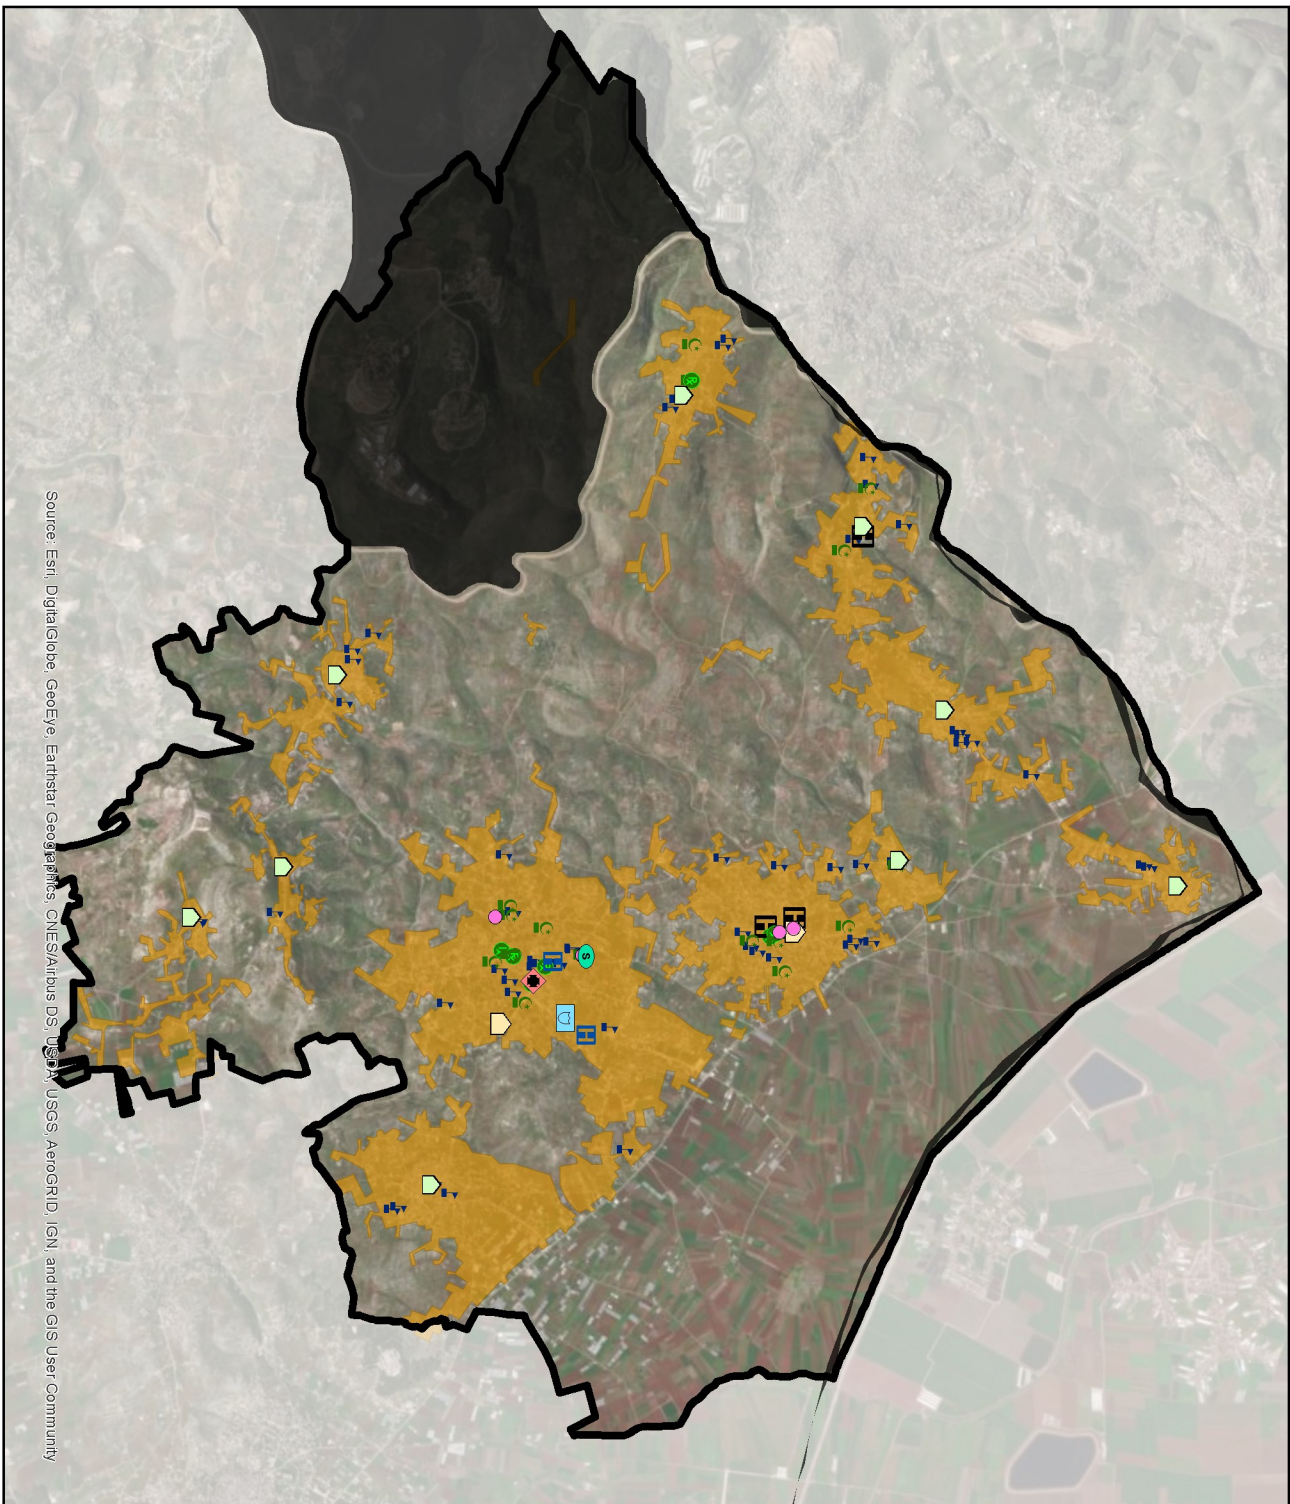 Source: Esri, DigitalGlobe, GeoEye, Earthstar Geographics, CNES/Airbus DS, USDA, USGS, AeroGRID, IGN, and the GIS User Community
S